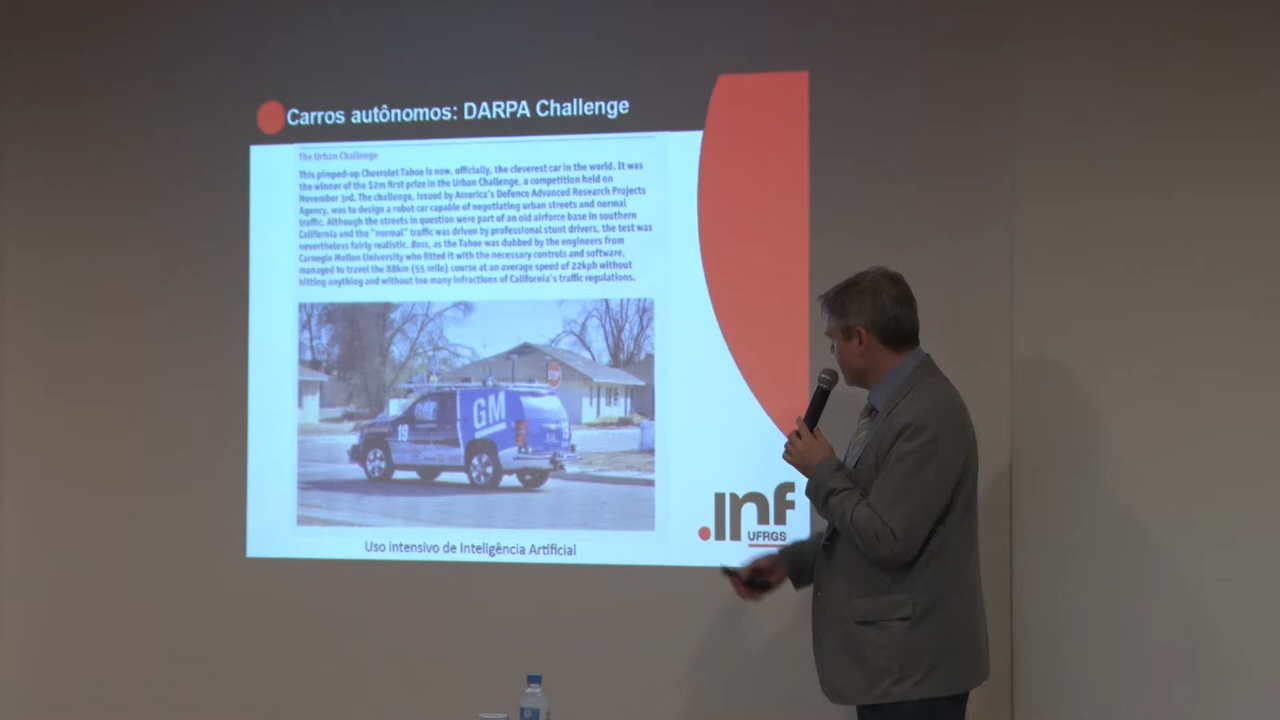 Carros autônomos: DARPA Challenge
The Urban Challenge
This pimped-up Chevrolet Tahoe is now, officially, the cleverest car in the world. It was
the winner of the $2m first prize in the Urban Challenge, a competition held on
November 3rd. The challenge, issued by America's Defence Advanced Research Projects
Agency, was to design a robot car capable of negotiating urban streets and normal
traffic. Although the streets in question were part of an old airforce base in southern
California and the "normal" traffic was driven by professional stunt drivers, the test was
nevertheless fairly realistic. Boss, as the Tahoe was dubbed by the engineers from
Carnegie Mellon University who fitted it with the necessary controls and software,
managed to travel the 88km (55 mile) course at an average speed of 22kph without
hitting anything and without too many infractions of California's traffic regulations.
STOP
CAT
GM
19
.inf
UFRGS
Uso intensivo de Inteligência Artificial